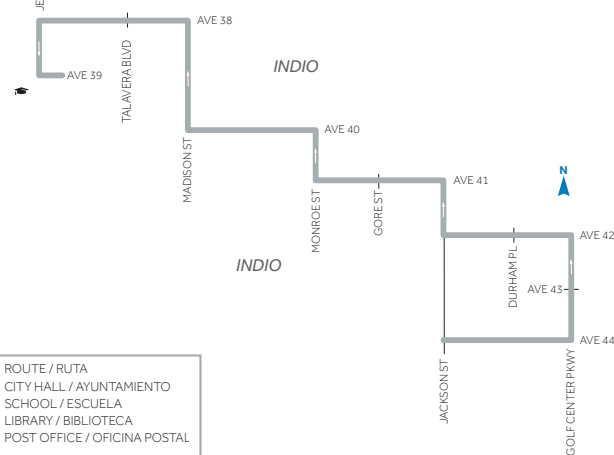 JE
AVE 38
TALAVERA BLVD
AVE 39
INDIO
MADISON ST
AVE 40
MONROE ST
GORE ST
AVE 41
N
INDIO
DURHAM PL
AVE 42
AVE 43
AVE 44
JACKSON ST
GOLF CENTER PKWY
ROUTE / RUTA
CITY HALL / AYUNTAMIENTO
SCHOOL / ESCUELA
LIBRARY / BIBLIOTECA
POST OFFICE / OFICINA POSTAL